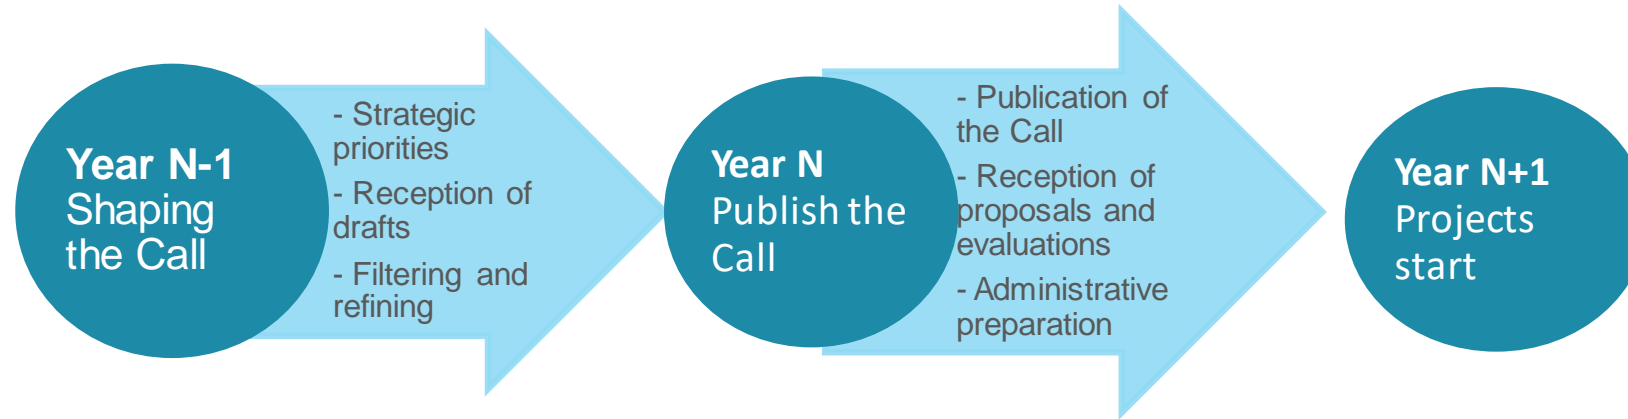 Year N-1
Shaping
the Call
- Strategic
priorities
- Reception of
drafts
- Filtering and
refining
Year N
Publish the
Call
- Publication of
the Call
- Reception of
proposals and
evaluations
- Administrative
preparation
Year N+1
Projects
start